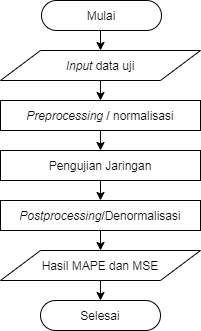 Mulai
Input data uji
Preprocessing / normalisasi
Pengujian Jaringan
Postprocessing/Denormalisasi
Hasil MAPE dan MSE
Selesai